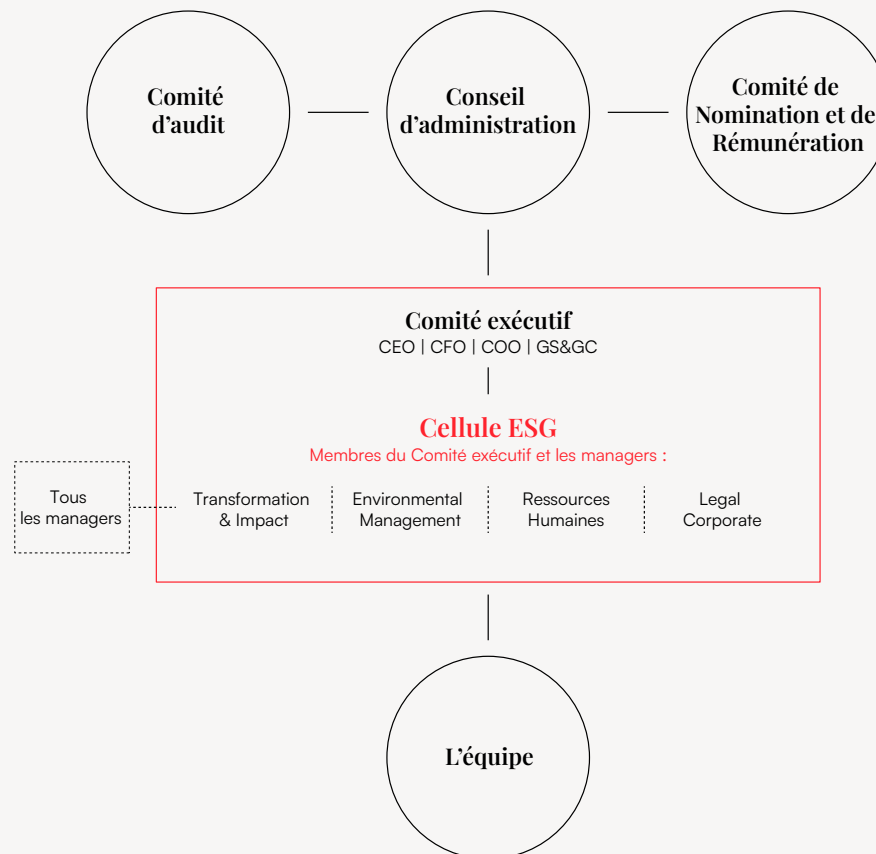 Comité
d’audit
Conseil
d’administration
Comité de
Nomination et de
Rémunération
Comité exécutif
CEO | CFO | COO | GS&GC
Cellule ESG
Membres du Comité exécutif et les managers :
Tous
les managers
Transformation
& Impact
Environmental
Management
Ressources
Humaines
Legal
Corporate
L’équipe